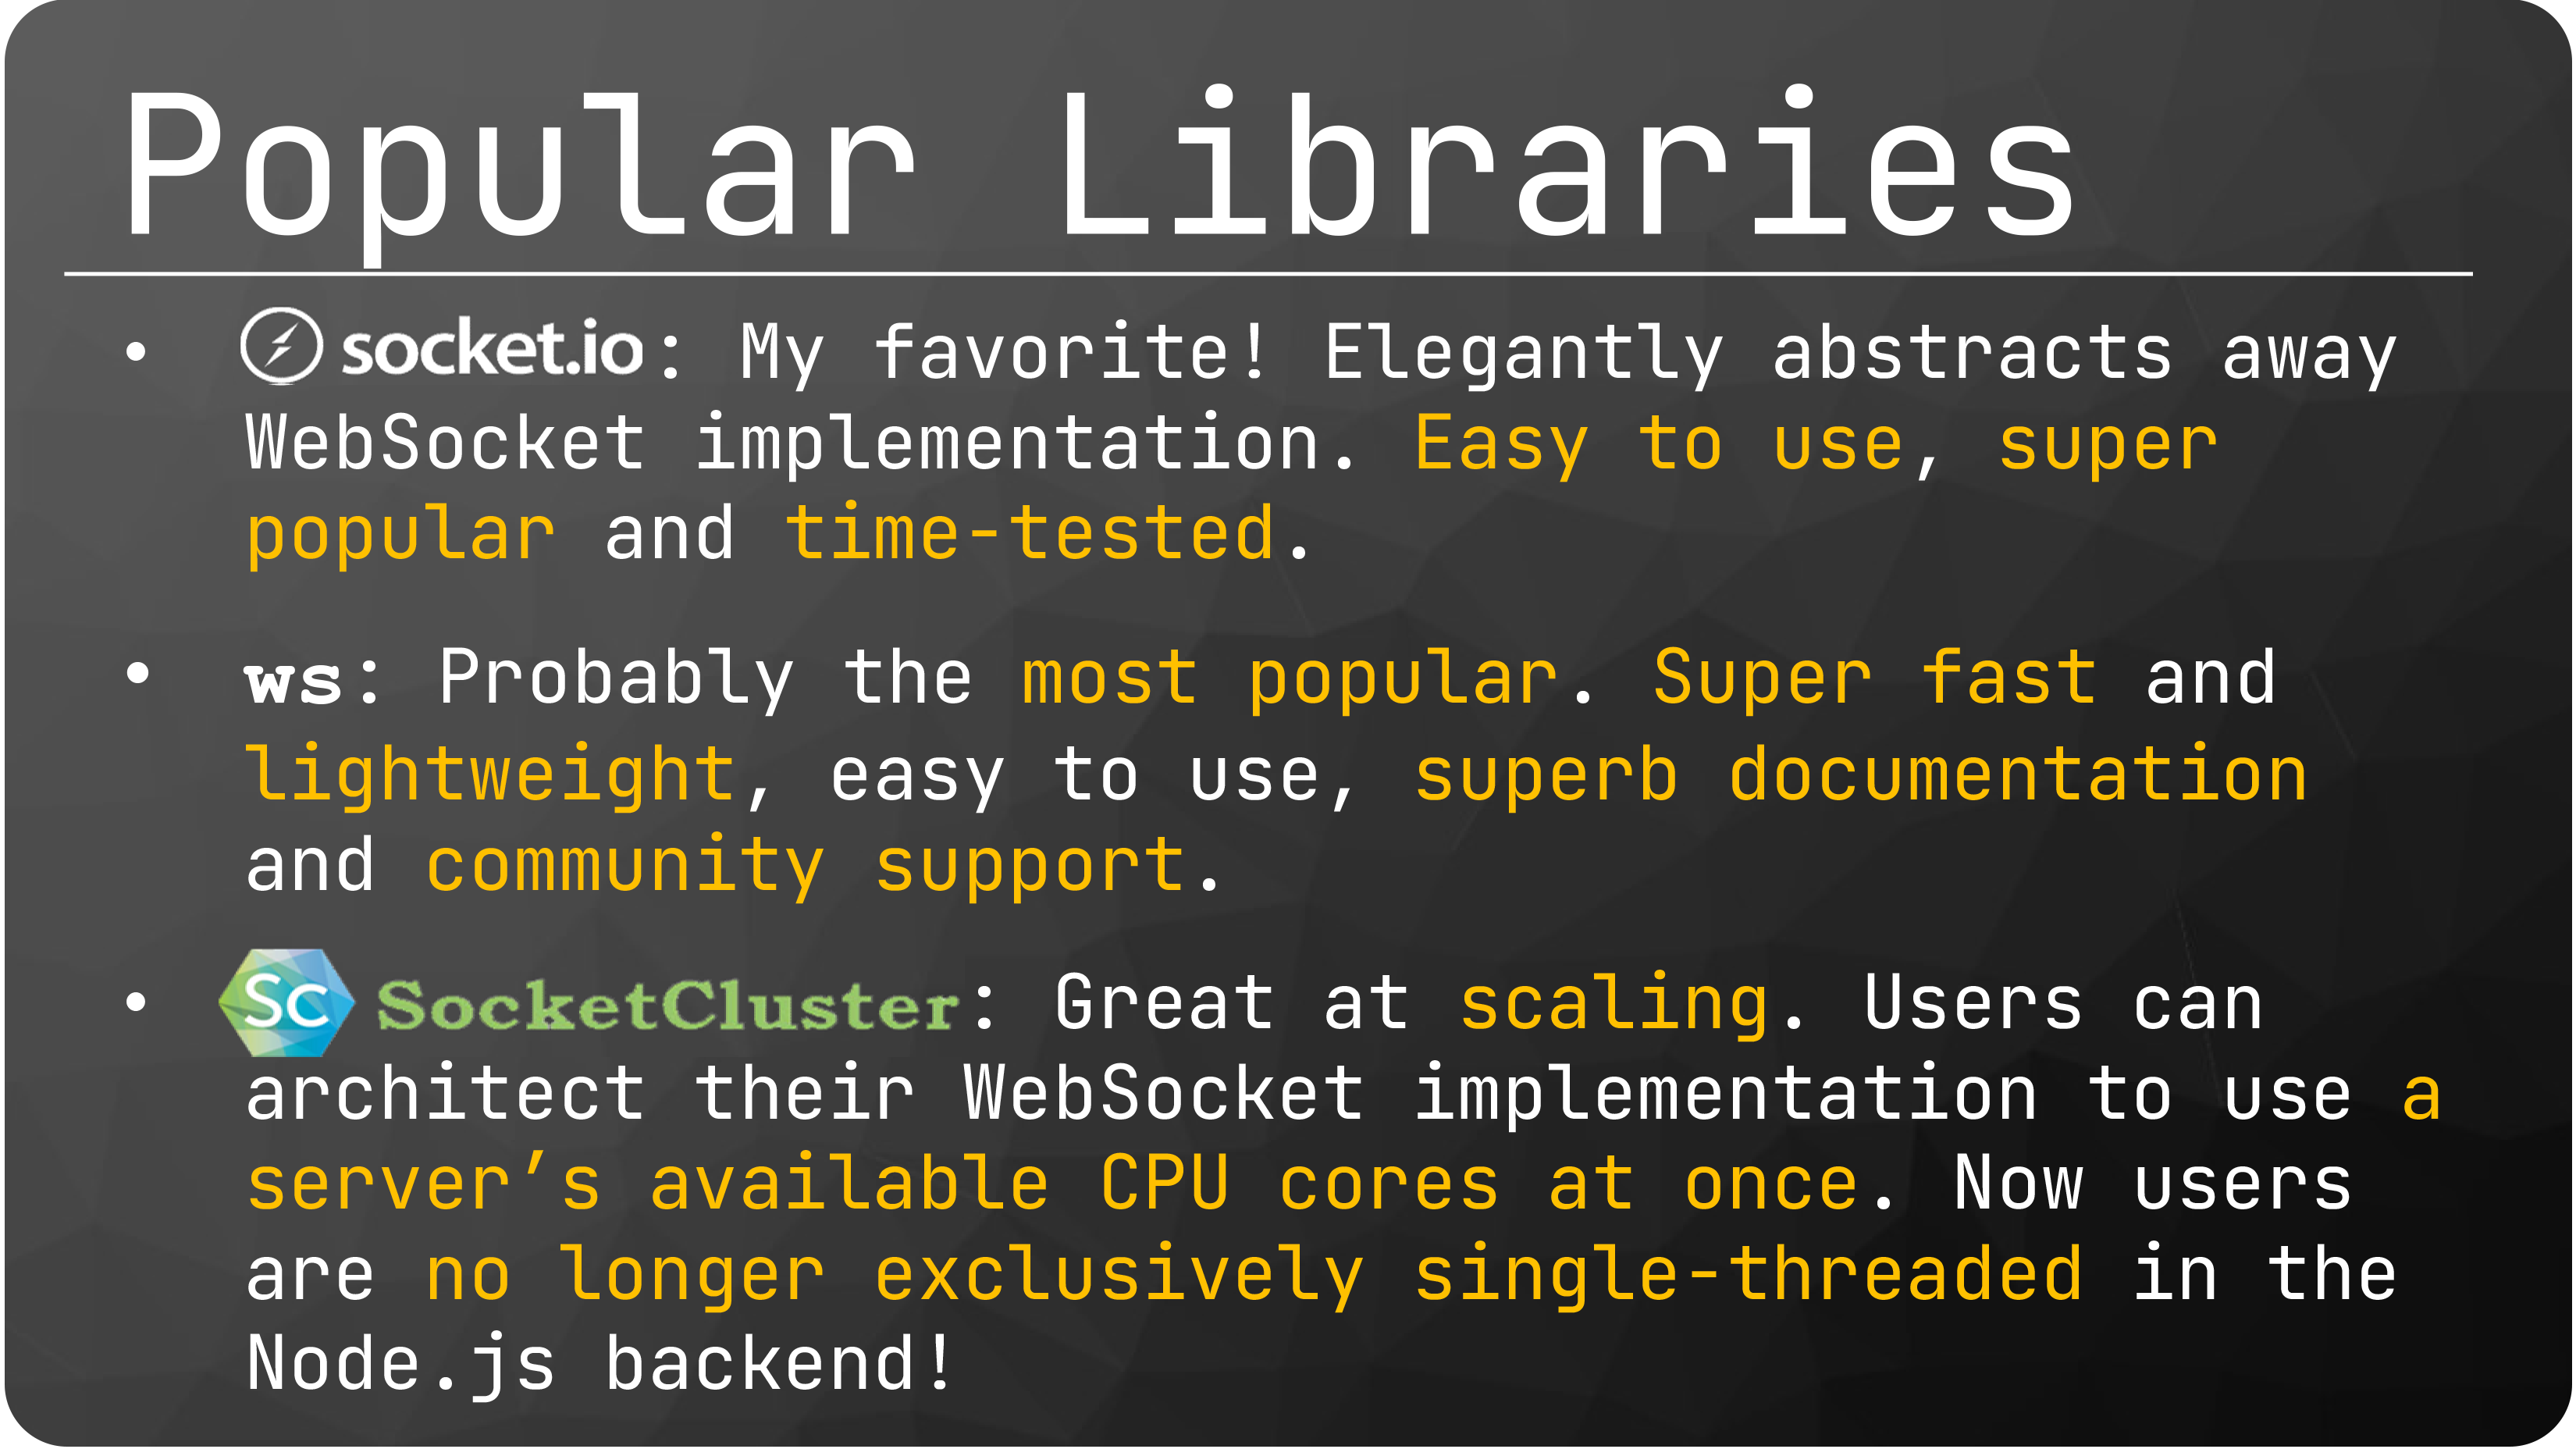 Popular Libraries
• socket.io: My favorite! Elegantly abstracts away
WebSocket implementation. Easy to use, super
popular and time-tested.
• ws: Probably the most popular. Super fast and
lightweight, easy to use, superb documentation
and community support.
• Sc SocketCluster: Great at scaling. Users can
architect their WebSocket implementation to use a
server’s available CPU cores at once. Now users
are no longer exclusively single-threaded in the
Node.js backend!